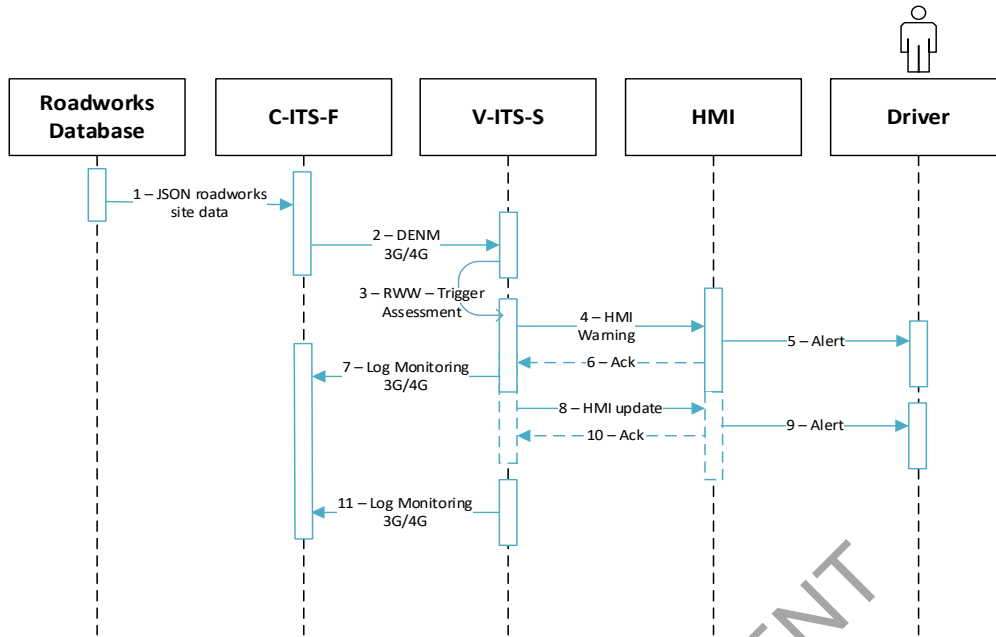 Roadworks
Database
C-ITS-F
V-ITS-S
HMI
Driver
1 – JSON roadworks
site data
2 – DENM
3G/4G
3 – RWW – Trigger
Assessment
4 – HMI
Warning
5 – Alert
6 – Ack
7 – Log Monitoring
3G/4G
8 – HMI update
9 – Alert
10 – Ack
11 – Log Monitoring
3G/4G
ENT